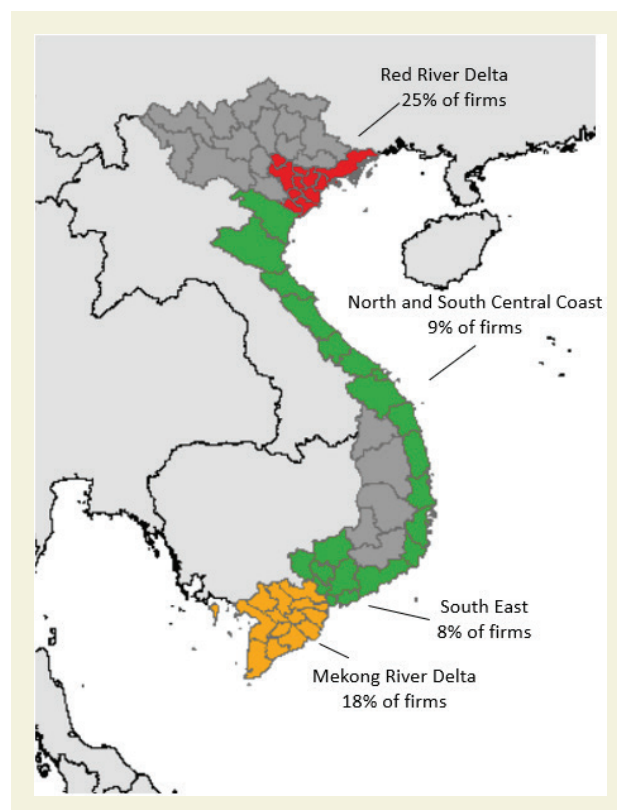 Red River Delta
25% of firms
North and South Central Coast
9% of firms
South East
8% of firms
Mekong River Delta
18% of firms